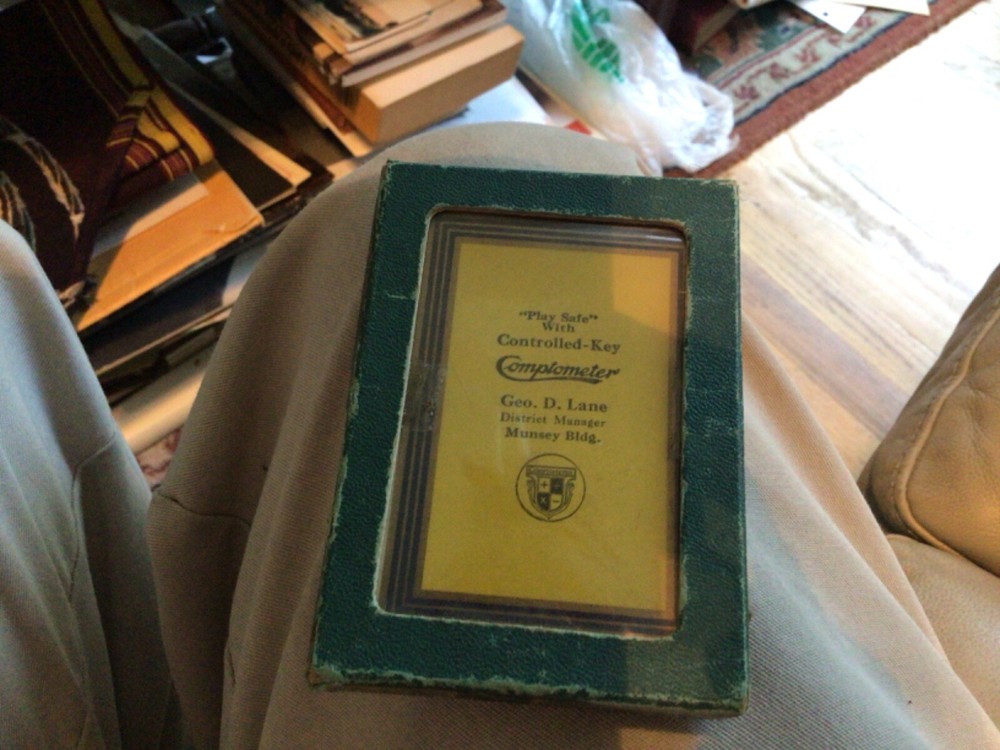 "Play Safe"
With
Controlled-Key
Comptometer
Geo. D. Lane
District Manager
Munsey Bldg.